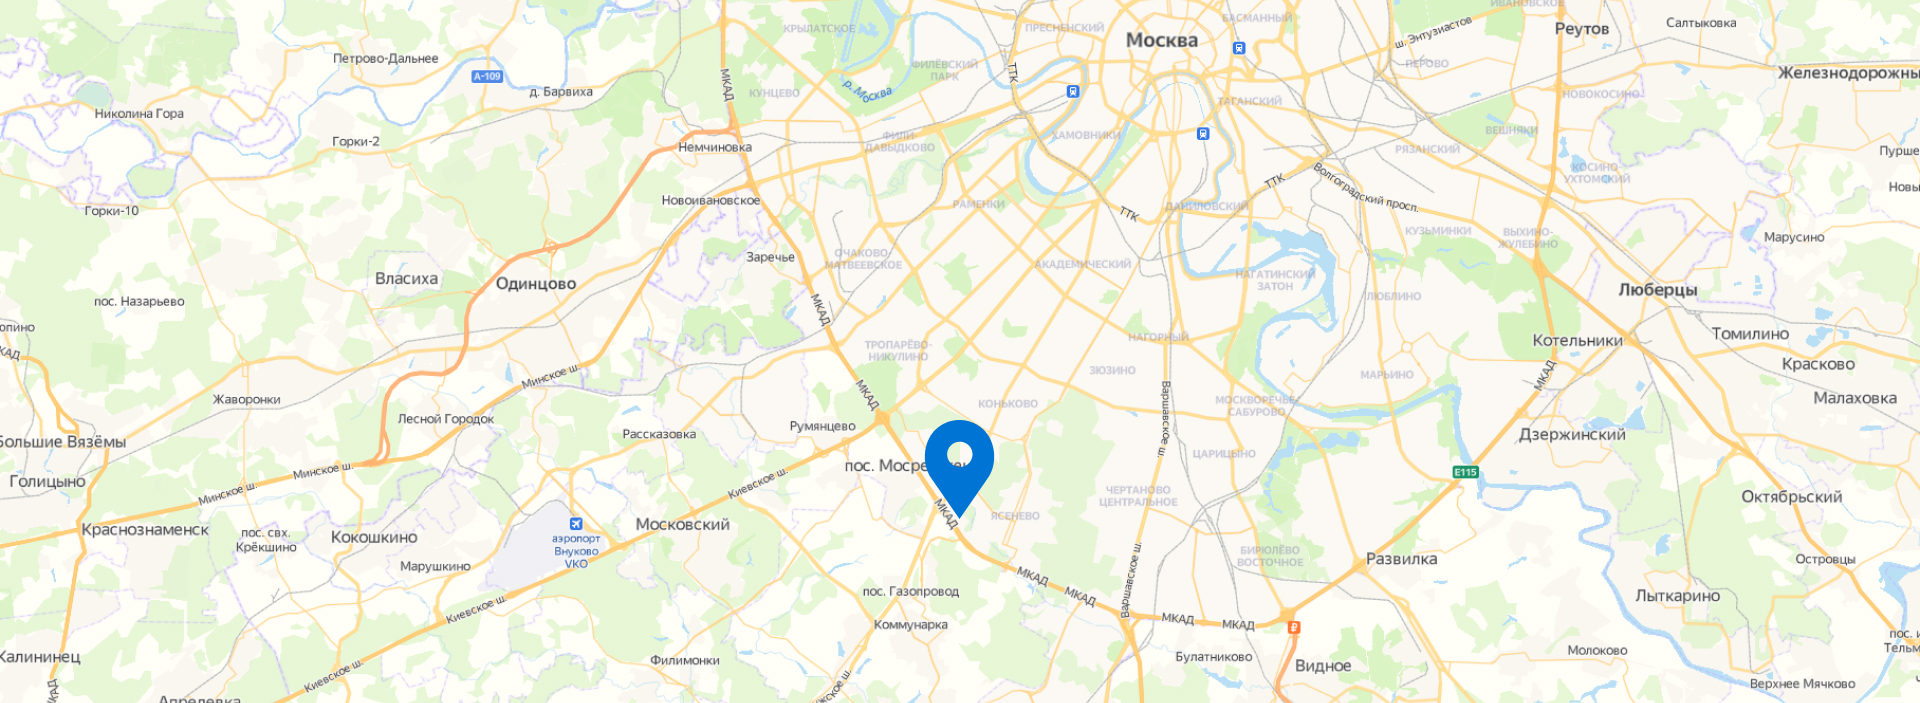 ИВАНОВСКОЕ
БАСМАННЫЙ
Салтыковка
КРЫЛАТСКОЕ
ПРЕСНЕНСКИЙ
ш. Энтузиастов
Реутов
Москва
Петрово-Дальнее
ФИЛЁВСКИЙ
ПАРК
ПЕРОВО
ТТК
А-109
Железнодорожны
МКАД
д. Барвиха
КУНЦЕВО
р. Москва
ТАГАНСКИЙ
НОВОКОСИНО
Николина Гора
Горки-2
ФИЛИ-
ДАВЫДКОВО
ХАМОВНИКИ
ВЕШНЯКИ
Немчиновка
РЯЗАНСКИЙ
Пурше
КОСИНО-
УХТОМСКИЙ
ТТК
Волгоградский просп.
Новы
Новоивановское
РАМЕНКИ
ТТК
ДАНИЛОВСКИЙ
Горки-10
КУЗЬМИНКИ
ВЫХИНО-
ЖУЛЕБИНО
Марусино
ОЧАКОВО-
МАТВЕЕВСКОЕ
Заречье
АКАДЕМИЧЕСКИЙ
НАГАТИНСКИЙ
ЗАТОН
Власиха
Одинцово
Люберцы
пос. Назарьево
МКАД
ЛЮБЛИНО
НАГОРНЫЙ
Котельники
Томилино
КАД
ТРОПАРЁВО-
НИКУЛИНО
ЗЮЗИНО
МАРЬИНО
МКАД
Красково
Минское ш.
МКАД
Жаворонки
КОНЬКОВО
Варшавское ш.
МОСКВОРЕЧЬЕ-
САБУРОВО
Малаховка
Лесной Городок
Румянцево
Рассказовка
Дзержинский
Большие Вязёмы
Минское ш.
ЦАРИЦЫНО
пос. Мосре
Е115
Голицыно
Минское ш.
Киевское ш.
ЧЕРТАНОВО
ЦЕНТРАЛЬНОЕ
Октябрьский
МКАД
ЯСЕНЕВО
Московский
Краснознаменск
пос. свх.
Крёкшино
Кокошкино
аэропорт
Внуково
VKO
БИРЮЛЁВО
ВОСТОЧНОЕ
Развилка
Островцы
Марушкино
Варшавское ш.
МКАД
МКАД
пос. Газопровод
Лыткарино
Киевское ш.
Коммунарка
МКАД
МКАД
пос. и
Тельм
Калининец
Филимонки
Булатниково
Видное
Молоково
Киевское ш.
КАД
жское ш.
Верхнее Мячково
Апрелевка